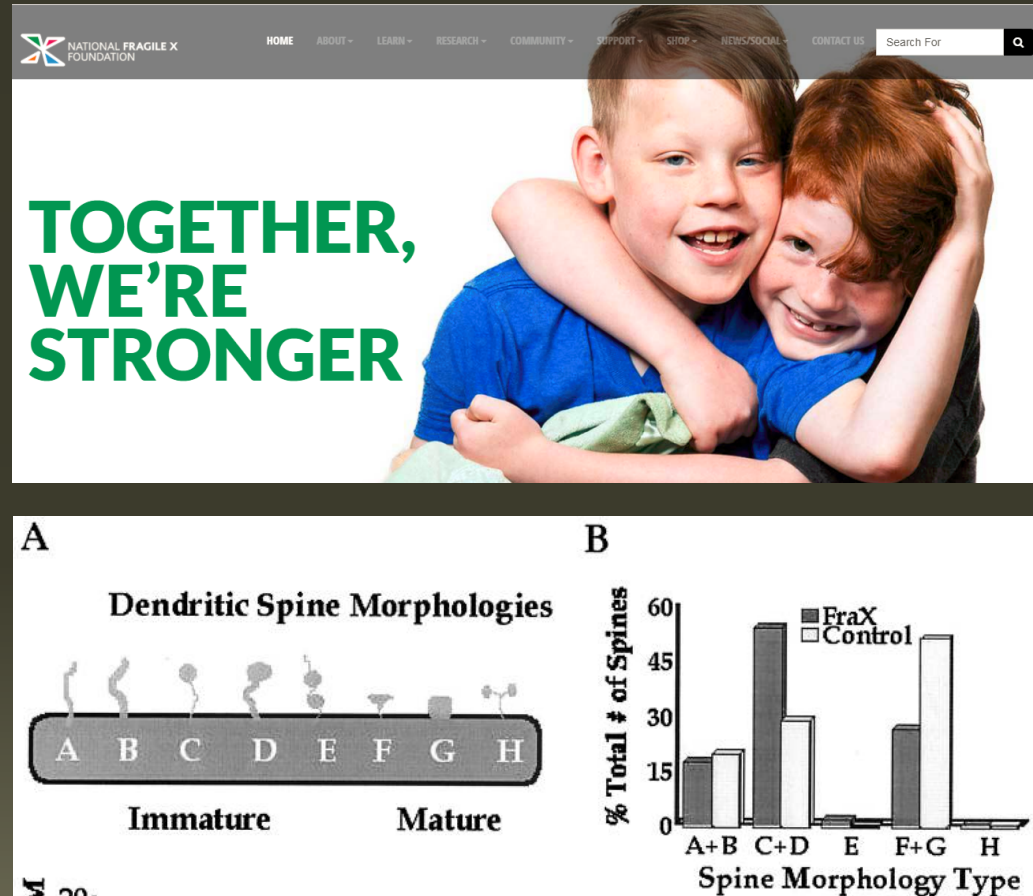 NATIONAL FRAGILE X
FOUNDATION
HOME ABOUT LEARN RESEARCH COMMUNITY SUPPORT SHOP NEWS/SOCIAL CONTACT US Search For
TOGETHER,
WE'RE
STRONGER
A
Dendritic Spine Morphologies
A B C D E F G H
Immature Mature
B
% Total # of Spines
60
45
30
15
0
FraX
Control
A+B C+D E F+G H
Spine Morphology Type